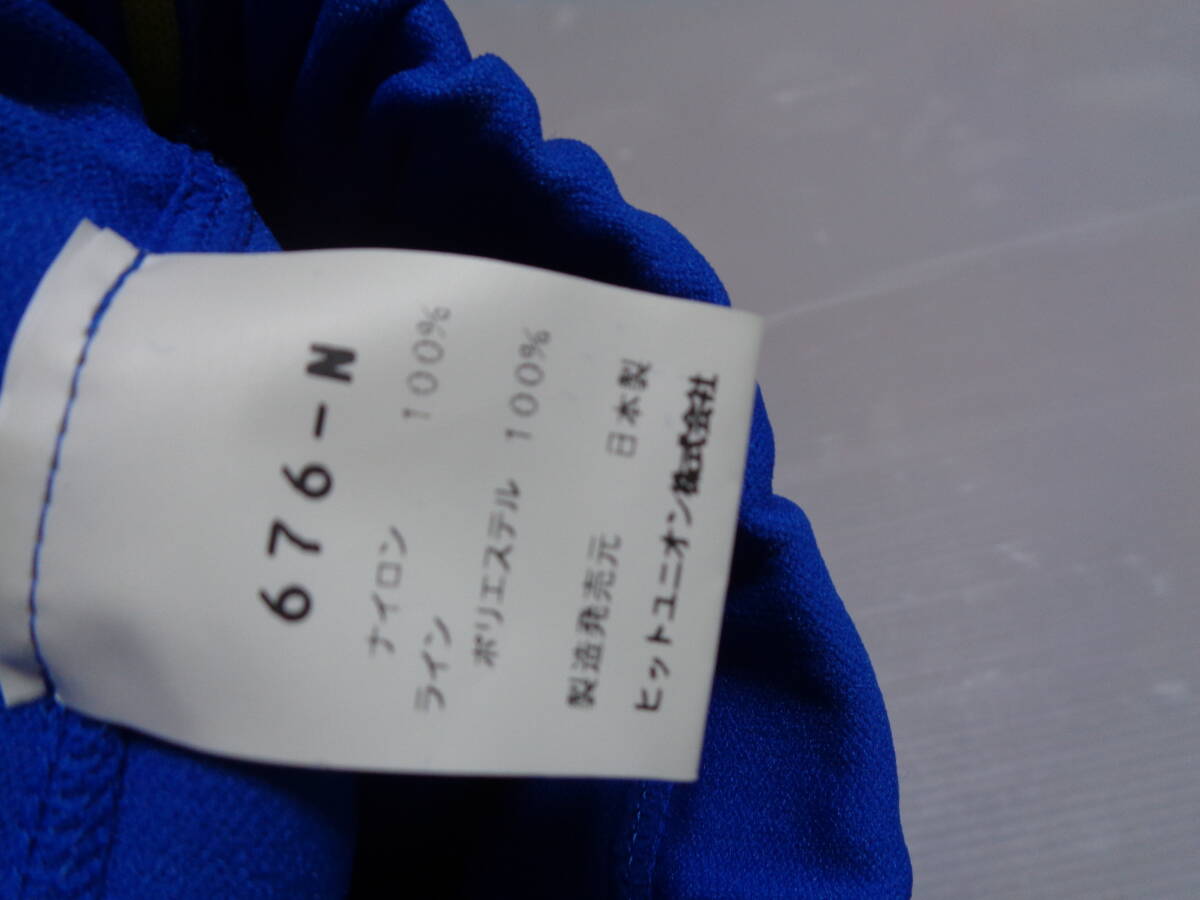 676-N
ナイロン 100%
ライン
ポリエステル 100%
製造発売元 日本製
ヒットユニオン株式会社